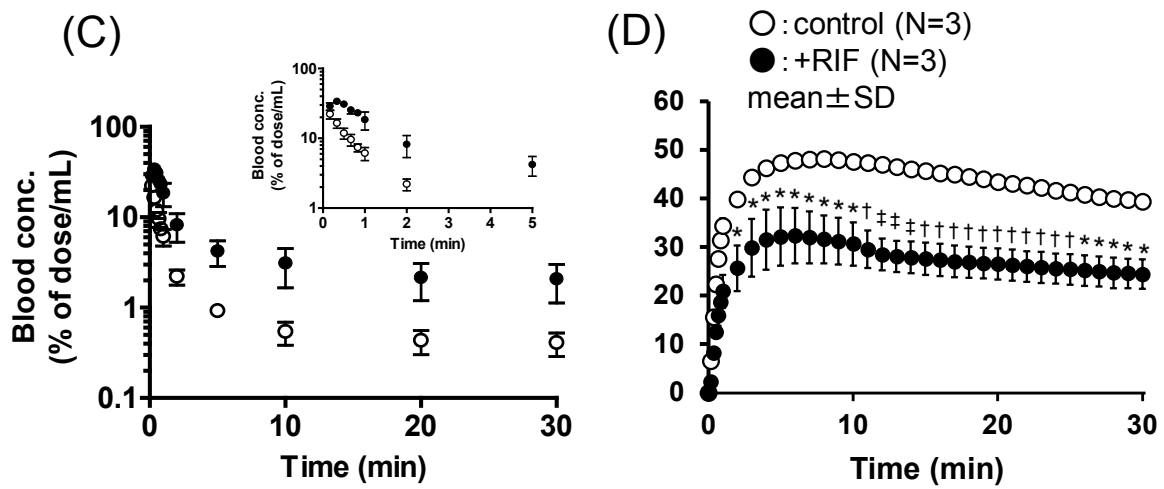 (C)
Blood conc.
(% of dose/mL)
100
10
1
0.1
0
10
20
30
Time (min)
Blood conc.
(% of dose/mL)
100
10
1
0
1
2
3
4
5
Time (min)
(D)
○: control (N=3)
●: +RIF (N=3)
mean±SD
60
50
40
30
20
10
0
* * * * * * * * * † ‡ ‡ ‡ † † † † † † † † † † † * * * * *
0
10
20
30
Time (min)